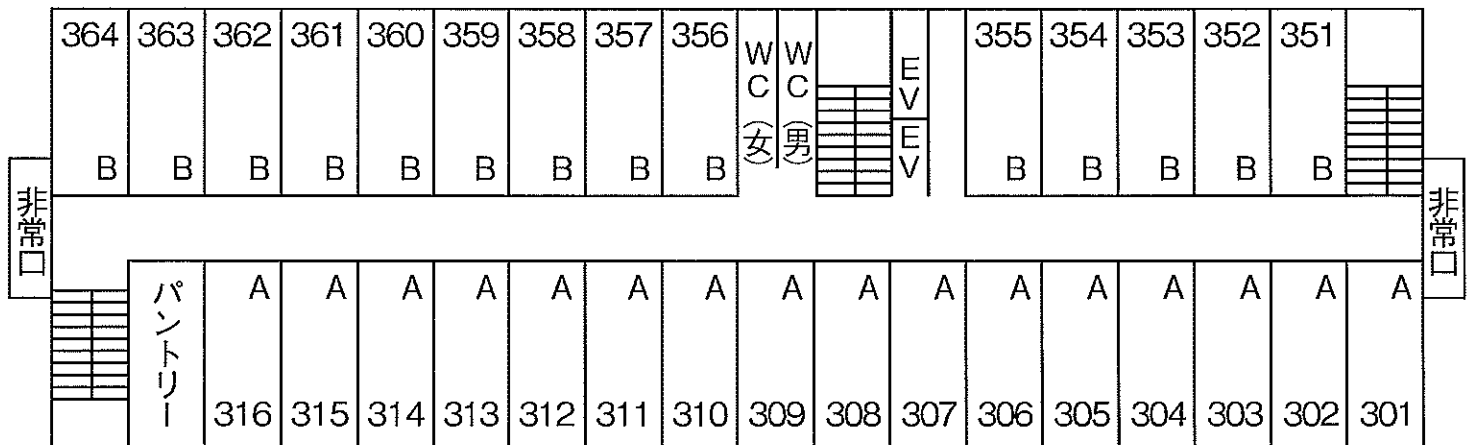 364 363 362 361 360 359 358 357 356 WC（女） WC（男） EV 355 354 353 352 351
EV
B B B B B B B B B B B B B B
非常口
非常口
パントリー A A A A A A A A A A A A A A A A
316 315 314 313 312 311 310 309 308 307 306 305 304 303 302 301